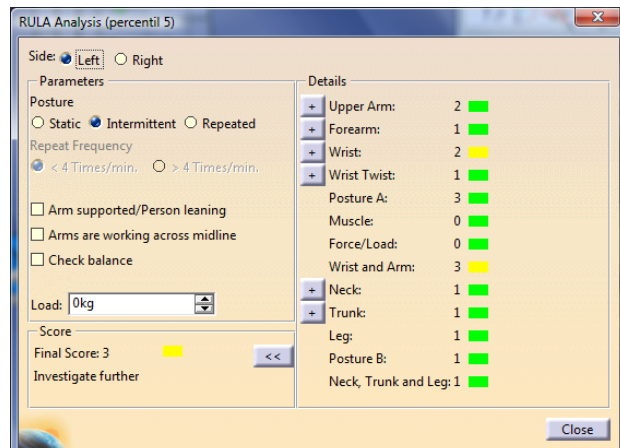 RULA Analysis (percentil 5)
Side: Left Right
Parameters
Posture
Static Intermittent Repeated
Repeat Frequency
< 4 Times/min. > 4 Times/min.
Arm supported/Person leaning
Arms are working across midline
Check balance
Load: 0kg
Score
Final Score: 3
<<
Investigate further
Details
+ Upper Arm: 2
+ Forearm: 1
+ Wrist: 2
+ Wrist Twist: 1
Posture A: 3
Muscle: 0
Force/Load: 0
Wrist and Arm: 3
+ Neck: 1
+ Trunk: 1
Leg: 1
Posture B: 1
Neck, Trunk and Leg: 1
Close